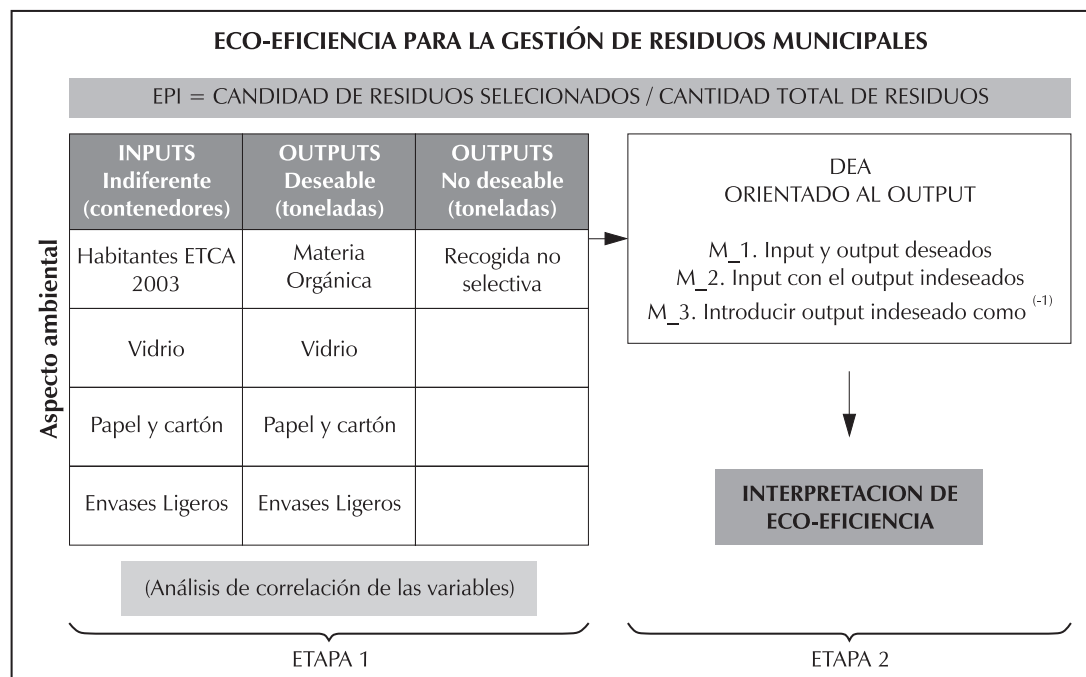 ECO-EFICIENCIA PARA LA GESTIÓN DE RESIDUOS MUNICIPALES
EPI = CANDIDAD DE RESIDUOS SELECIONADOS / CANTIDAD TOTAL DE RESIDUOS
Aspecto ambiental
INPUTS
Indiferente
(contenedores)
OUTPUTS
Deseable
(toneladas)
OUTPUTS
No deseable
(toneladas)
Habitantes ETCA
2003
Materia
Orgánica
Recogida no
selectiva
Vidrio
Vidrio
Papel y cartón
Papel y cartón
Envases Ligeros
Envases Ligeros
(Análisis de correlación de las variables)
ETAPA 1
DEA
ORIENTADO AL OUTPUT
M_1. Input y output deseados
M_2. Input con el output indeseados
M_3. Introducir output indeseado como (-1)
INTERPRETACION DE
ECO-EFICIENCIA
ETAPA 2